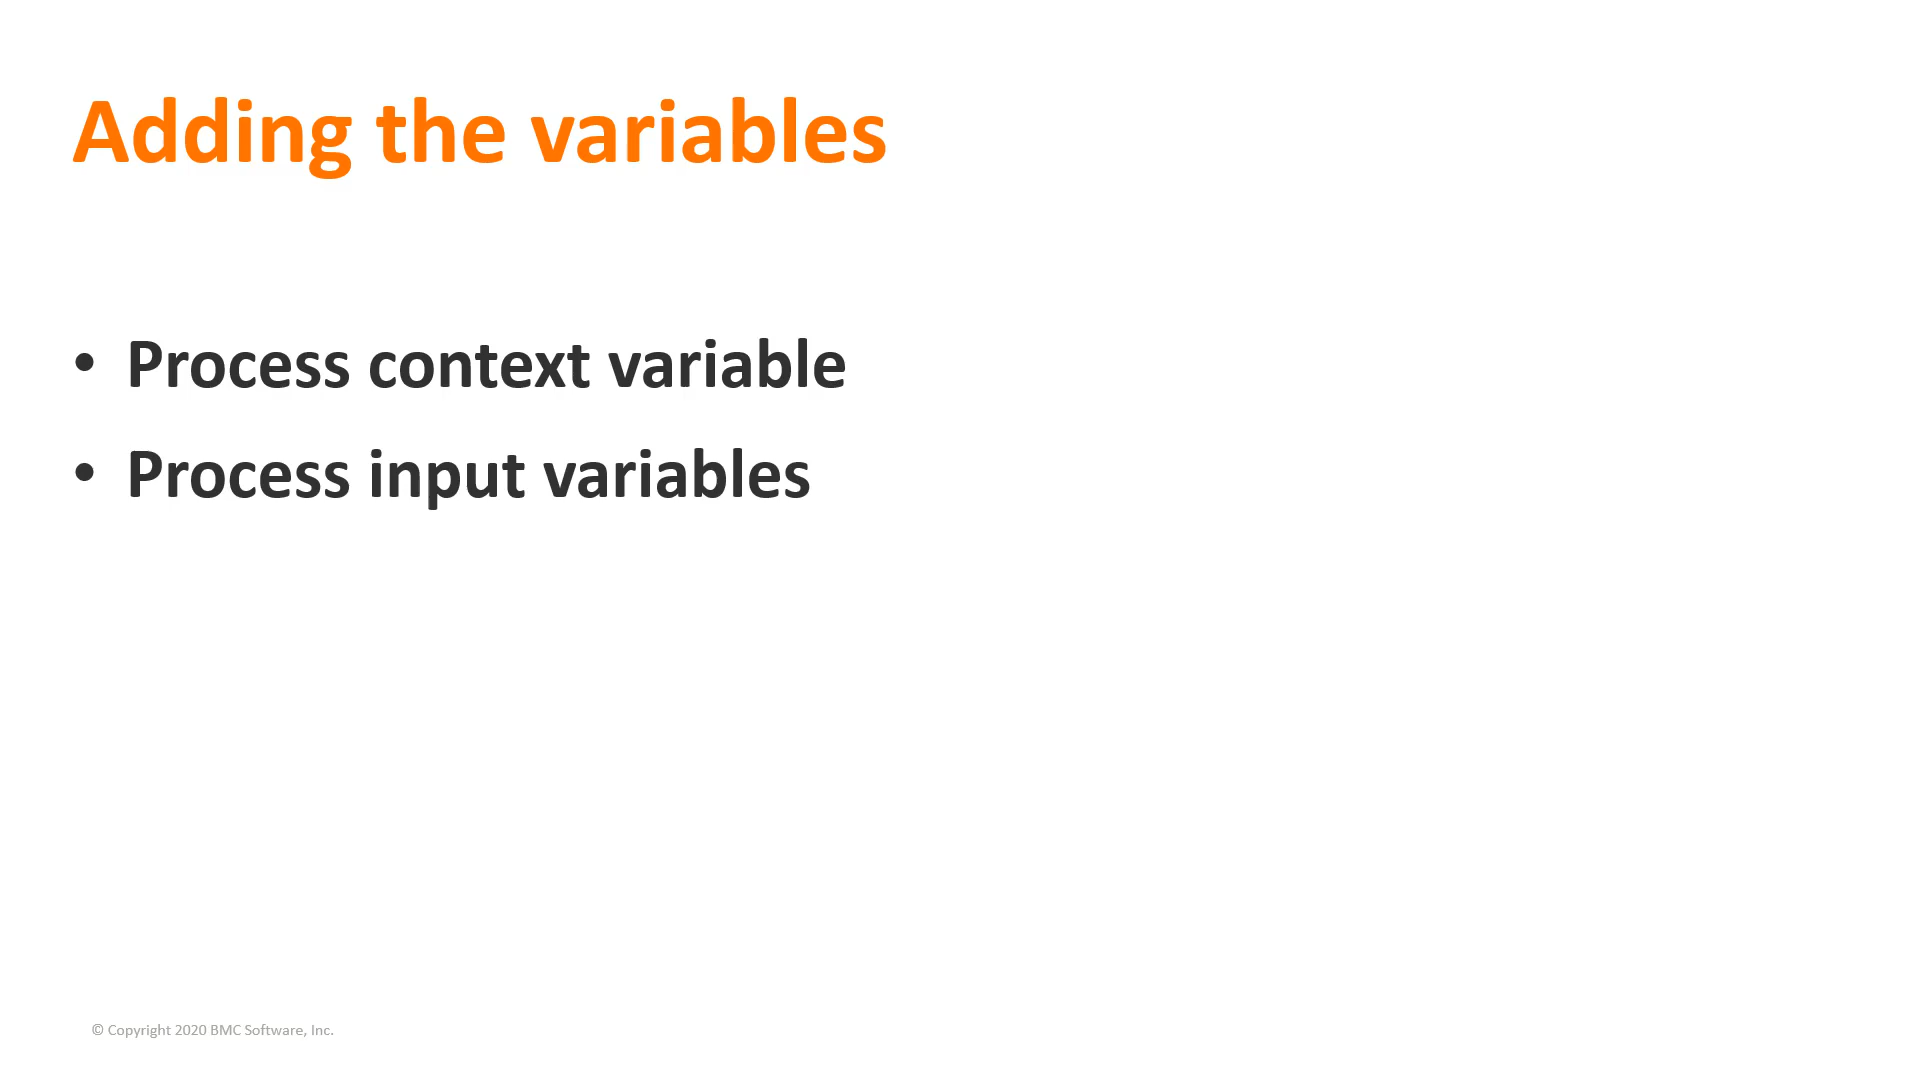 Adding the variables
• Process context variable
• Process input variables
© Copyright 2020 BMC Software, Inc.